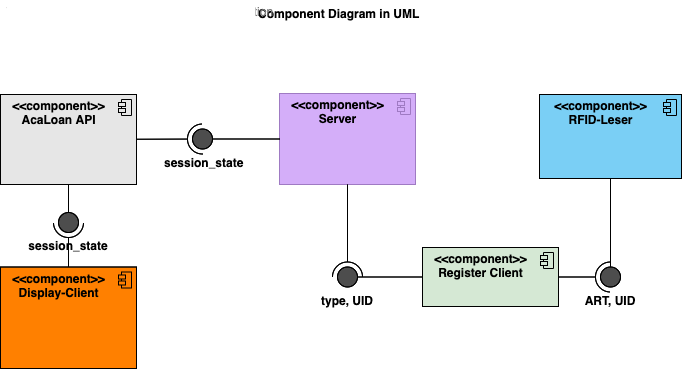 Component Diagram in UML
<<component>>
AcaLoan API
<<component>>
Server
<<component>>
RFID-Leser
session_state
session_state
<<component>>
Display-Client
<<component>>
Register Client
type, UID
ART, UID